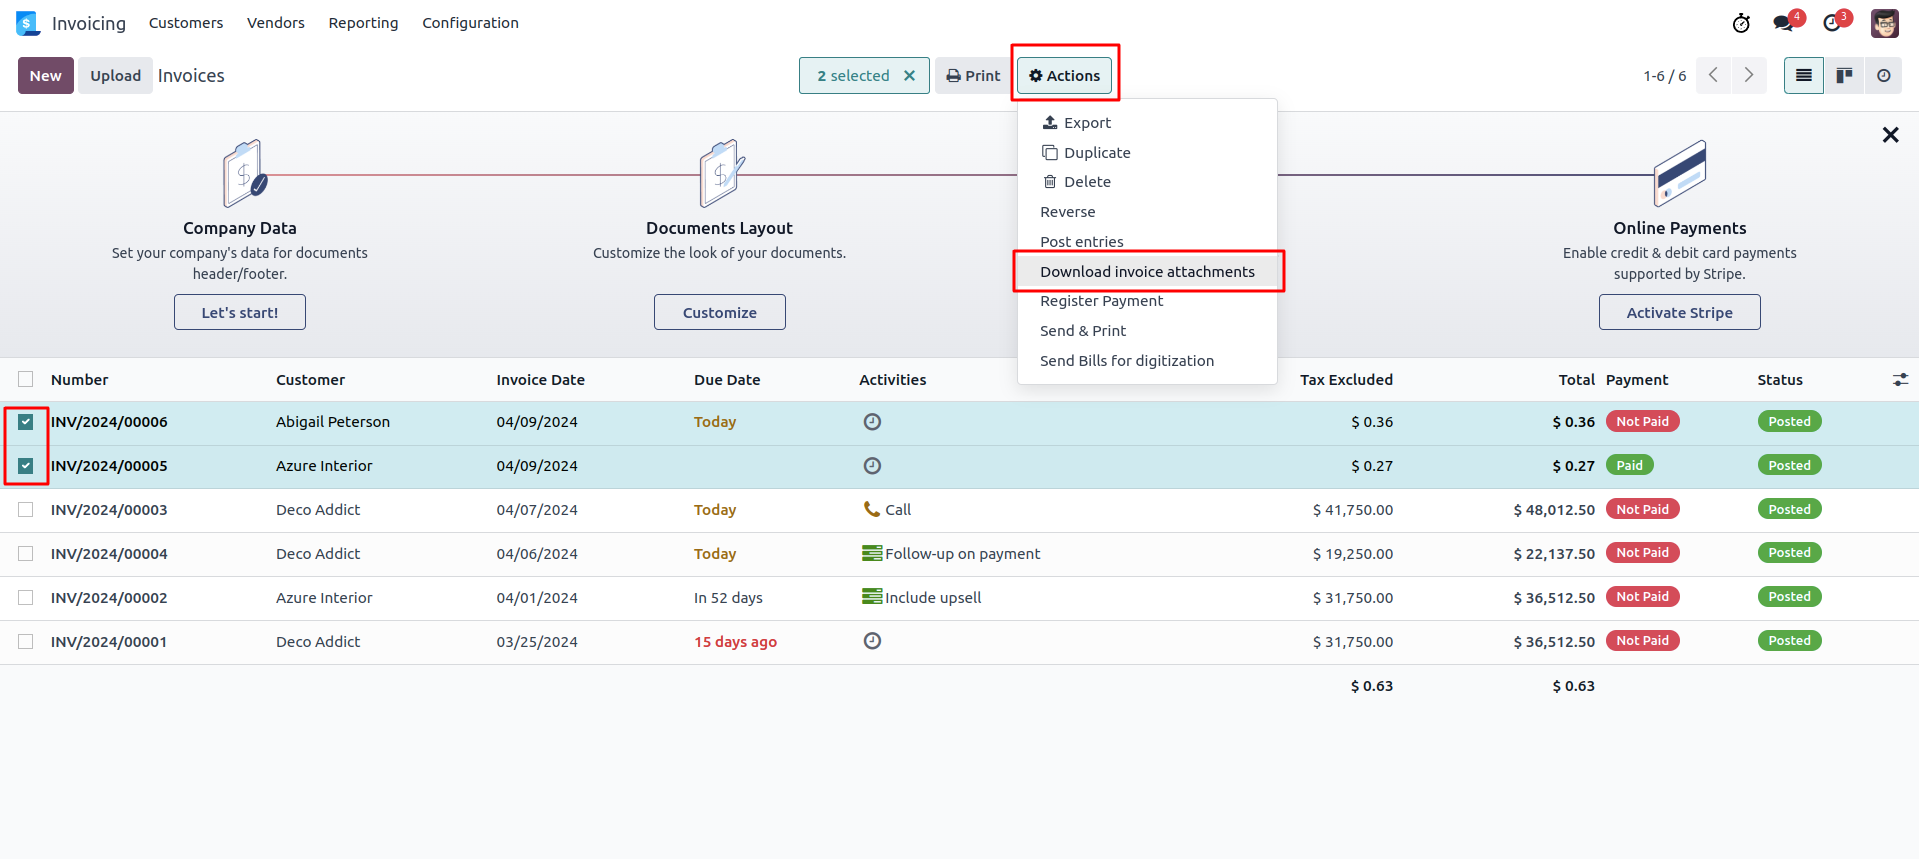 Invoicing Customers Vendors Reporting Configuration 4 3
New Upload Invoices 2 selected Print Actions 1-6 / 6
Export
Duplicate
Delete
Reverse
Post entries
Download invoice attachments
Register Payment
Send & Print
Send Bills for digitization
Company Data
Set your company's data for documents
header/footer.
Let's start!
Documents Layout
Customize the look of your documents.
Customize
Online Payments
Enable credit & debit card payments
supported by Stripe.
Activate Stripe
Number Customer Invoice Date Due Date Activities Tax Excluded Total Payment Status
INV/2024/00006 Abigail Peterson 04/09/2024 Today $ 0.36 $ 0.36 Not Paid Posted
INV/2024/00005 Azure Interior 04/09/2024 $ 0.27 $ 0.27 Paid Posted
INV/2024/00003 Deco Addict 04/07/2024 Today Call $ 41,750.00 $ 48,012.50 Not Paid Posted
INV/2024/00004 Deco Addict 04/06/2024 Today Follow-up on payment $ 19,250.00 $ 22,137.50 Not Paid Posted
INV/2024/00002 Azure Interior 04/01/2024 In 52 days Include upsell $ 31,750.00 $ 36,512.50 Not Paid Posted
INV/2024/00001 Deco Addict 03/25/2024 15 days ago $ 31,750.00 $ 36,512.50 Not Paid Posted
$ 0.63 $ 0.63